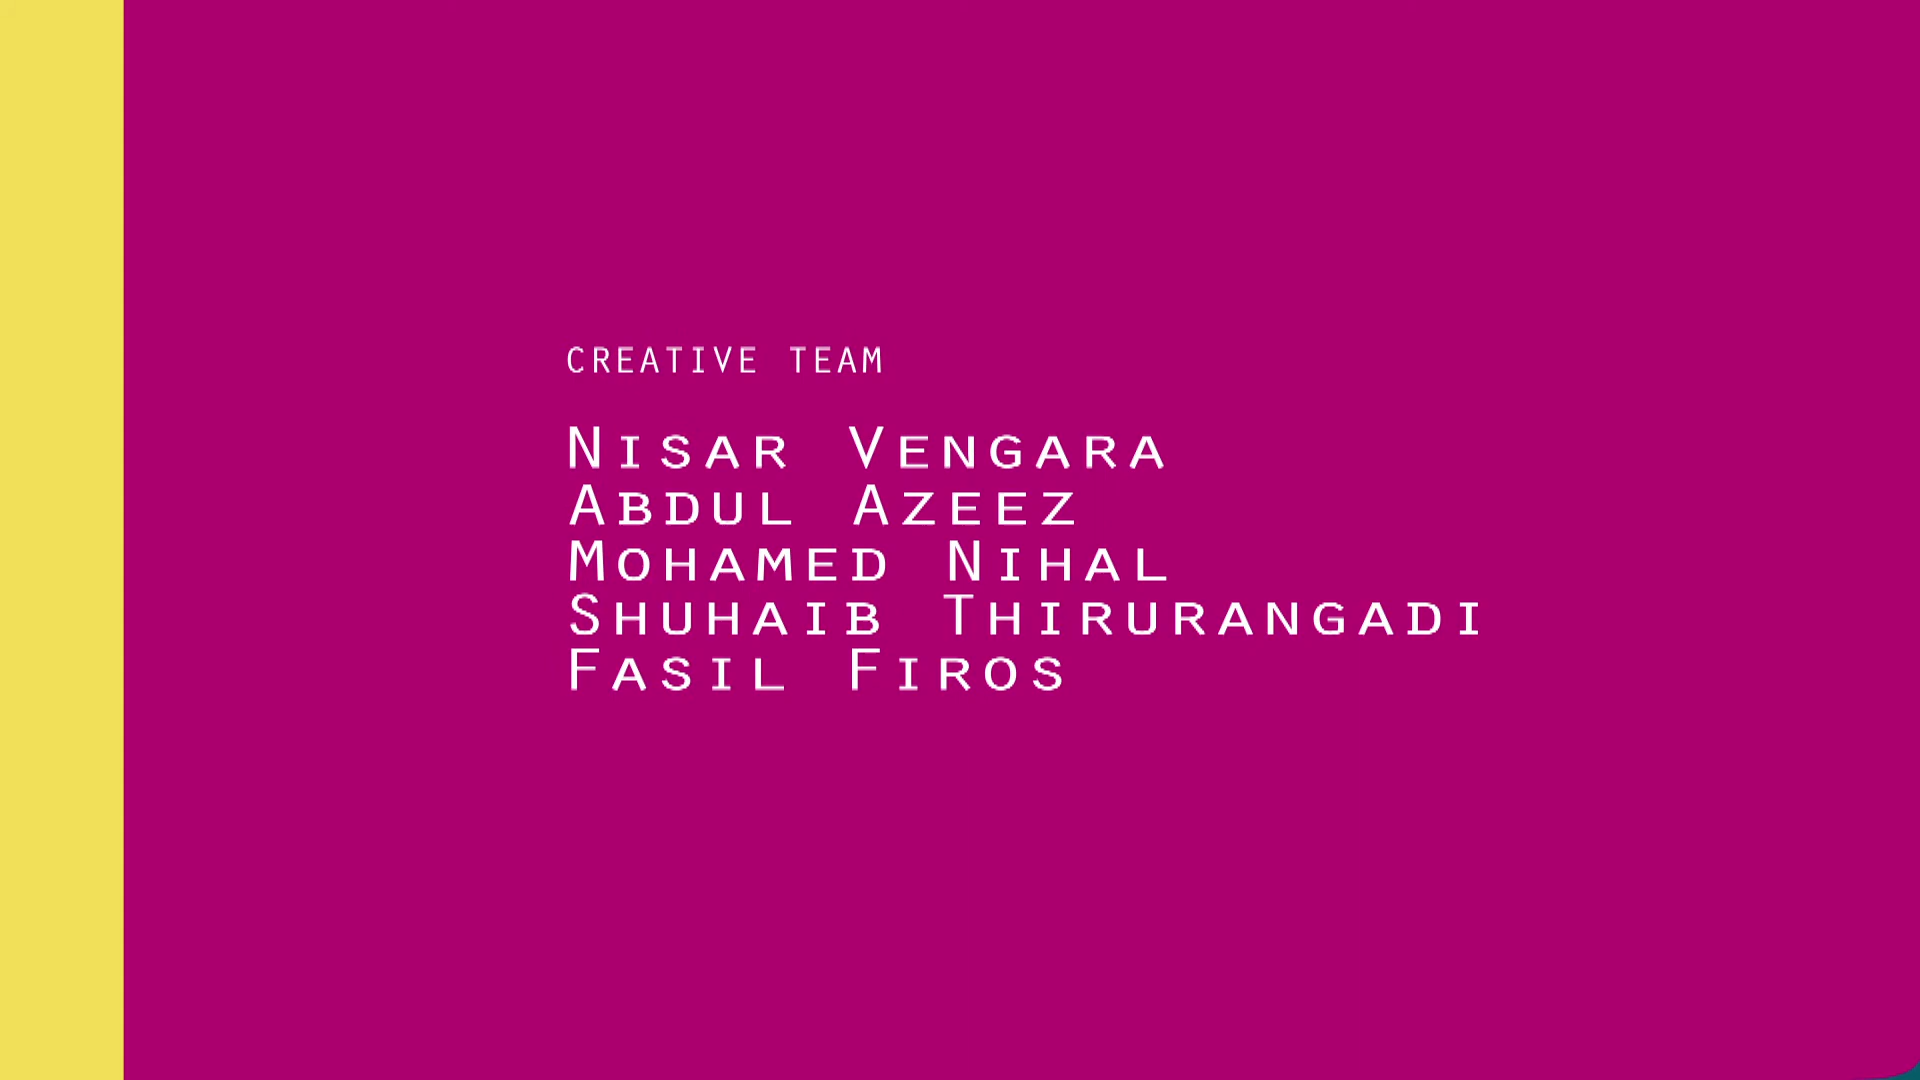 CREATIVE TEAM
Nisar Vengara
Abdul Azeez
Mohamed Nihal
Shuhaib Thirurangadi
Fasil Firos